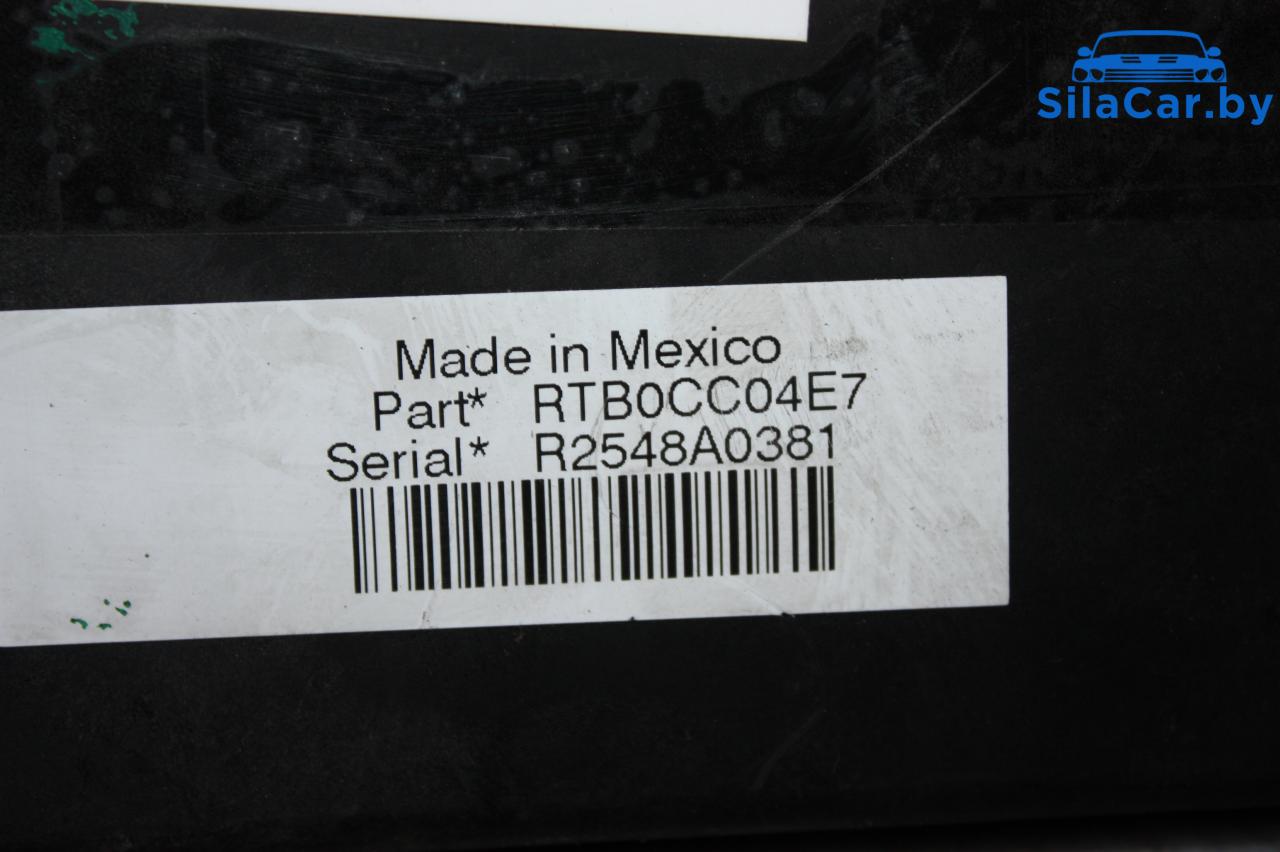 SilaCar.by
Made in Mexico
Part* RTB0CC04E7
Serial* R2548A0381